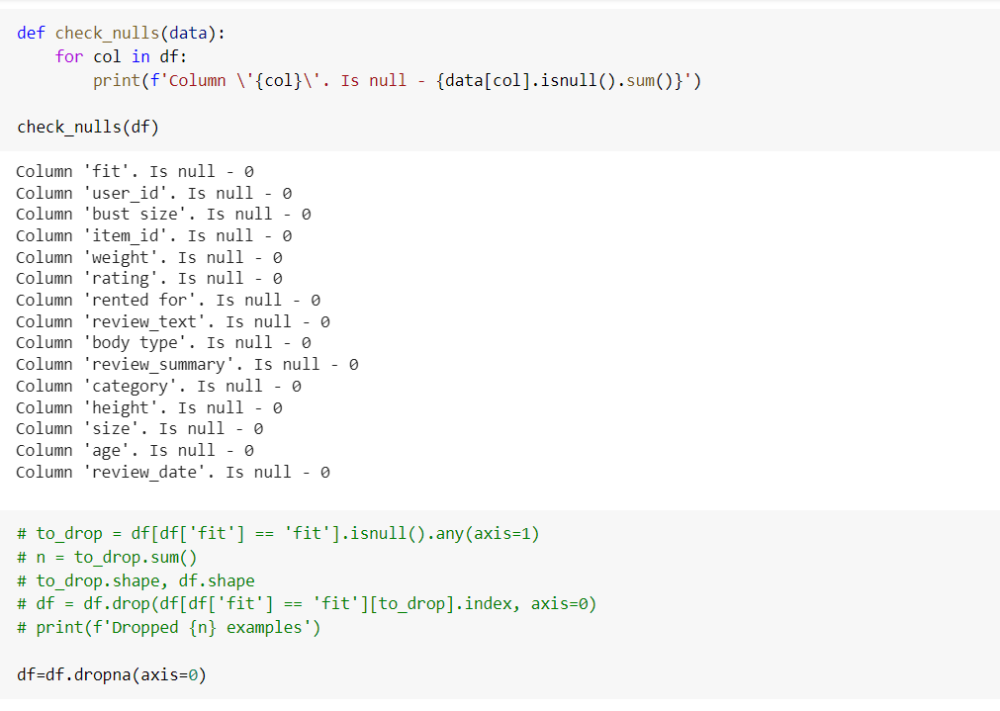 def check_nulls(data):
    for col in df:
        print(f'Column \'{col}\'. Is null - {data[col].isnull().sum()}')
check_nulls(df)
Column 'fit'. Is null - 0
Column 'user_id'. Is null - 0
Column 'bust size'. Is null - 0
Column 'item_id'. Is null - 0
Column 'weight'. Is null - 0
Column 'rating'. Is null - 0
Column 'rented for'. Is null - 0
Column 'review_text'. Is null - 0
Column 'body type'. Is null - 0
Column 'review_summary'. Is null - 0
Column 'category'. Is null - 0
Column 'height'. Is null - 0
Column 'size'. Is null - 0
Column 'age'. Is null - 0
Column 'review_date'. Is null - 0
# to_drop = df[df['fit'] == 'fit'].isnull().any(axis=1)
# n = to_drop.sum()
# to_drop.shape, df.shape
# df = df.drop(df[df['fit'] == 'fit'][to_drop].index, axis=0)
# print(f'Dropped {n} examples')
df=df.dropna(axis=0)